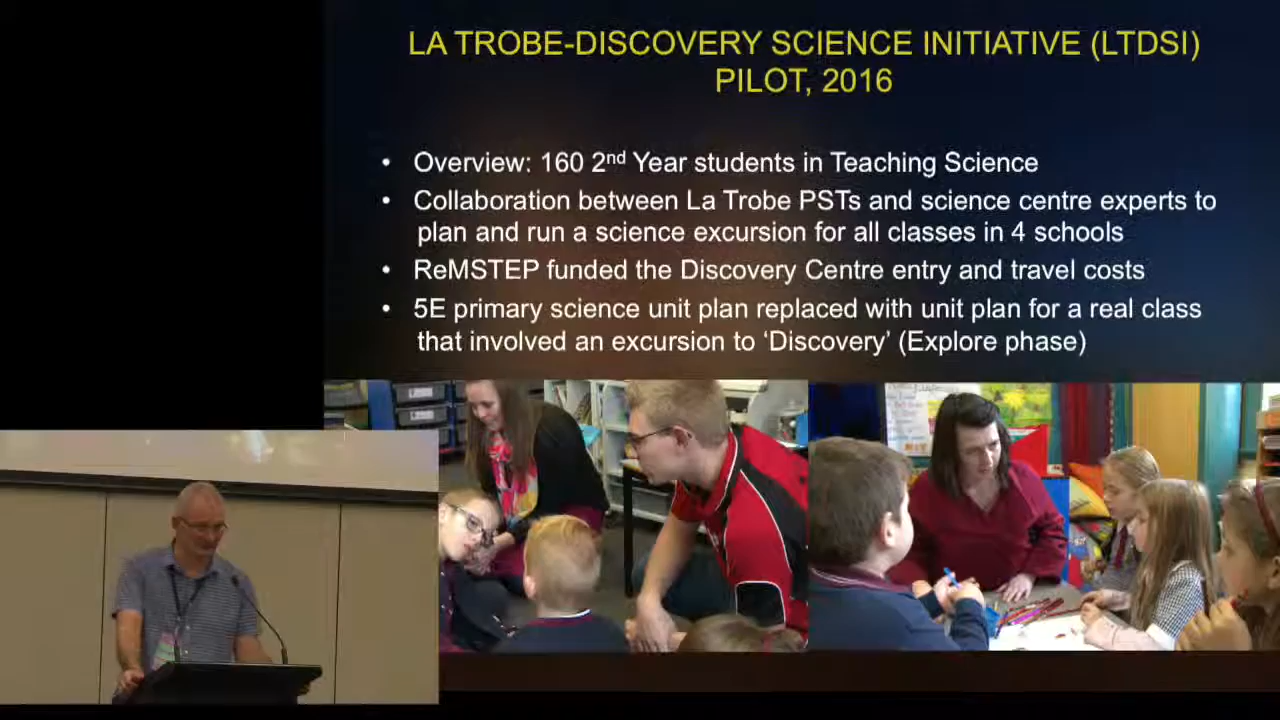 LA TROBE-DISCOVERY SCIENCE INITIATIVE (LTDSI)
PILOT, 2016
• Overview: 160 2nd Year students in Teaching Science
• Collaboration between La Trobe PSTs and science centre experts to
plan and run a science excursion for all classes in 4 schools
• ReMSTEP funded the Discovery Centre entry and travel costs
• 5E primary science unit plan replaced with unit plan for a real class
that involved an excursion to ‘Discovery’ (Explore phase)